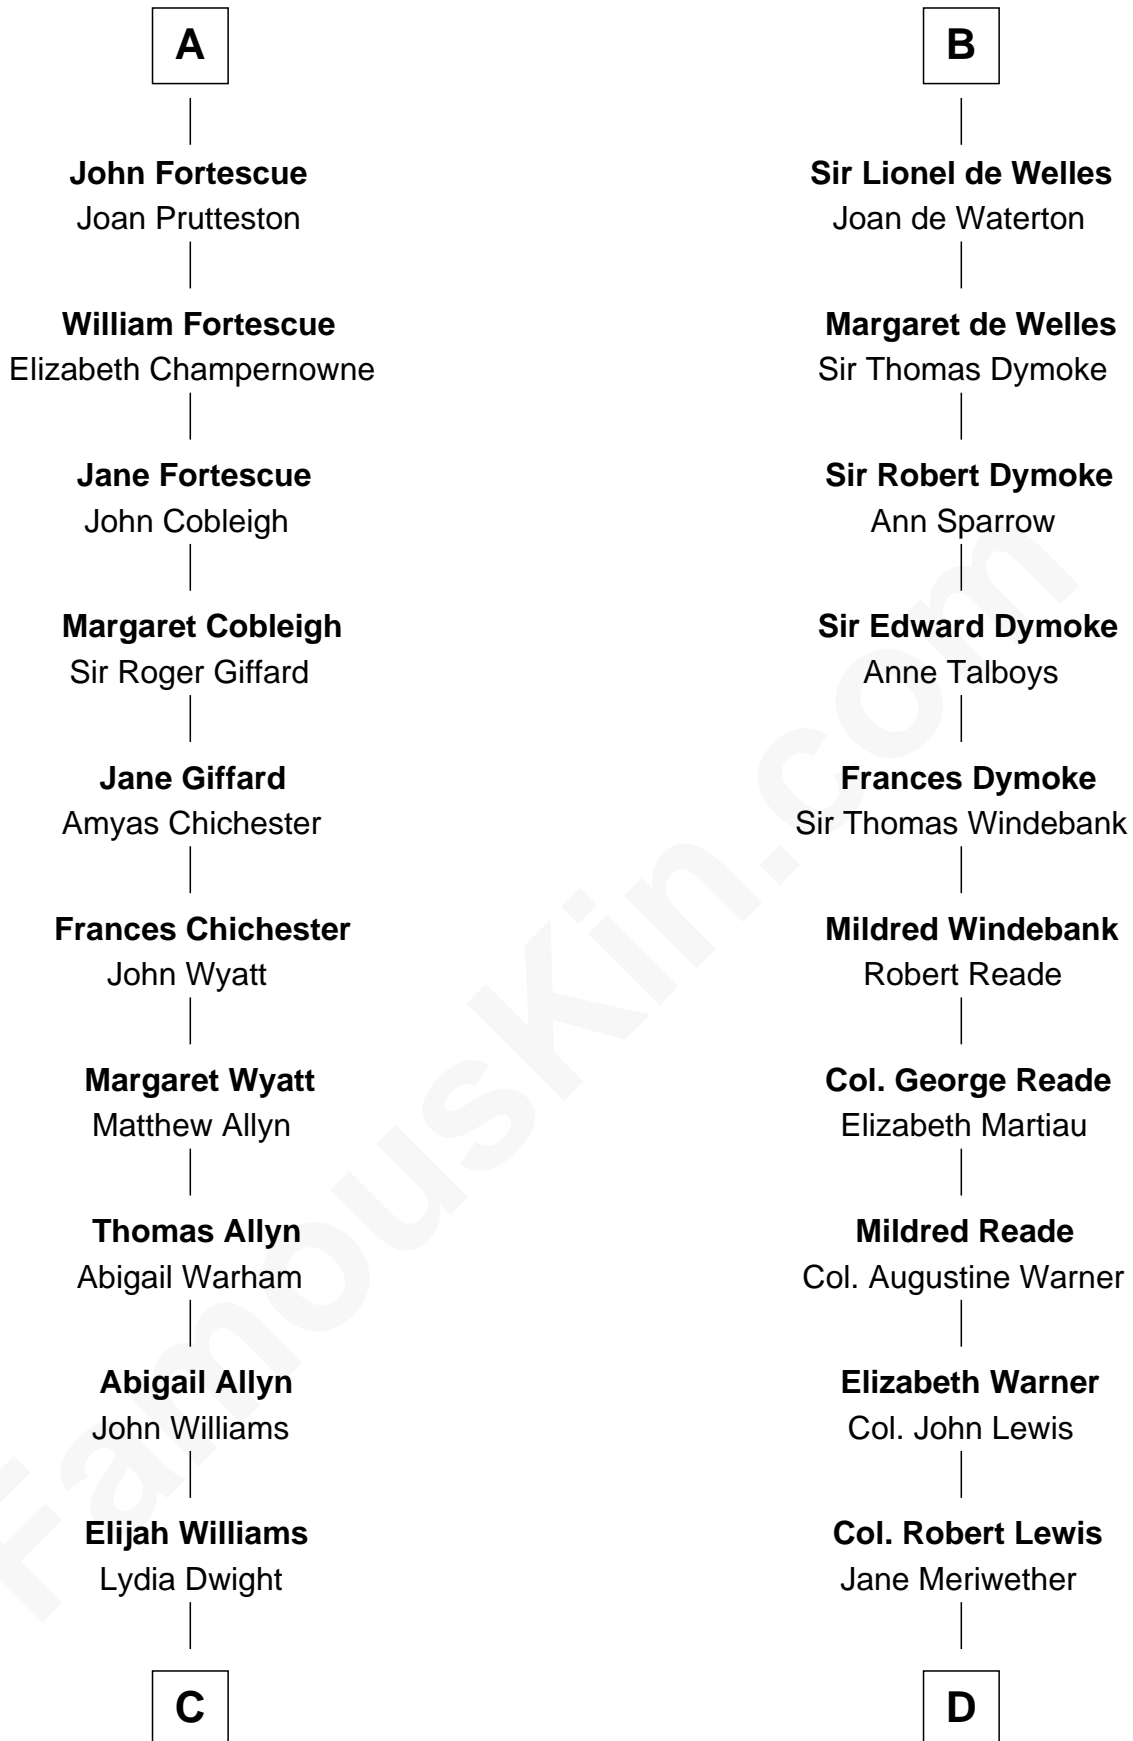 A
John Fortescue
Joan Prutteston
William Fortescue
Elizabeth Champernowne
Jane Fortescue
John Cobleigh
Margaret Cobleigh
Sir Roger Giffard
Jane Giffard
Amyas Chichester
Frances Chichester
John Wyatt
Margaret Wyatt
Matthew Allyn
Thomas Allyn
Abigail Warham
Abigail Allyn
John Williams
Elijah Williams
Lydia Dwight
C
B
Sir Lionel de Welles
Joan de Waterton
Margaret de Welles
Sir Thomas Dymoke
Sir Robert Dymoke
Ann Sparrow
Sir Edward Dymoke
Anne Talboys
Frances Dymoke
Sir Thomas Windebank
Mildred Windebank
Robert Reade
Col. George Reade
Elizabeth Martiau
Mildred Reade
Col. Augustine Warner
Elizabeth Warner
Col. John Lewis
Col. Robert Lewis
Jane Meriwether
D
FamousKin.com